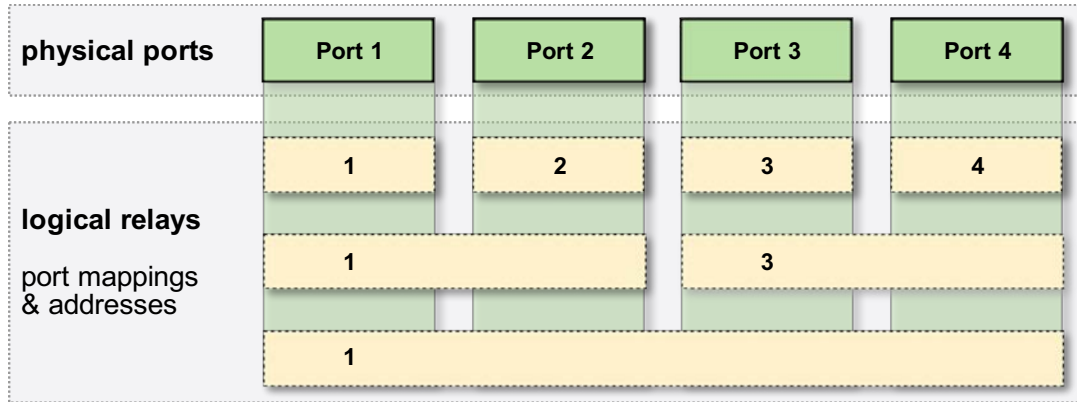 physical ports
Port 1
Port 2
Port 3
Port 4
1
2
3
4
logical relays
port mappings
& addresses
1
3
1